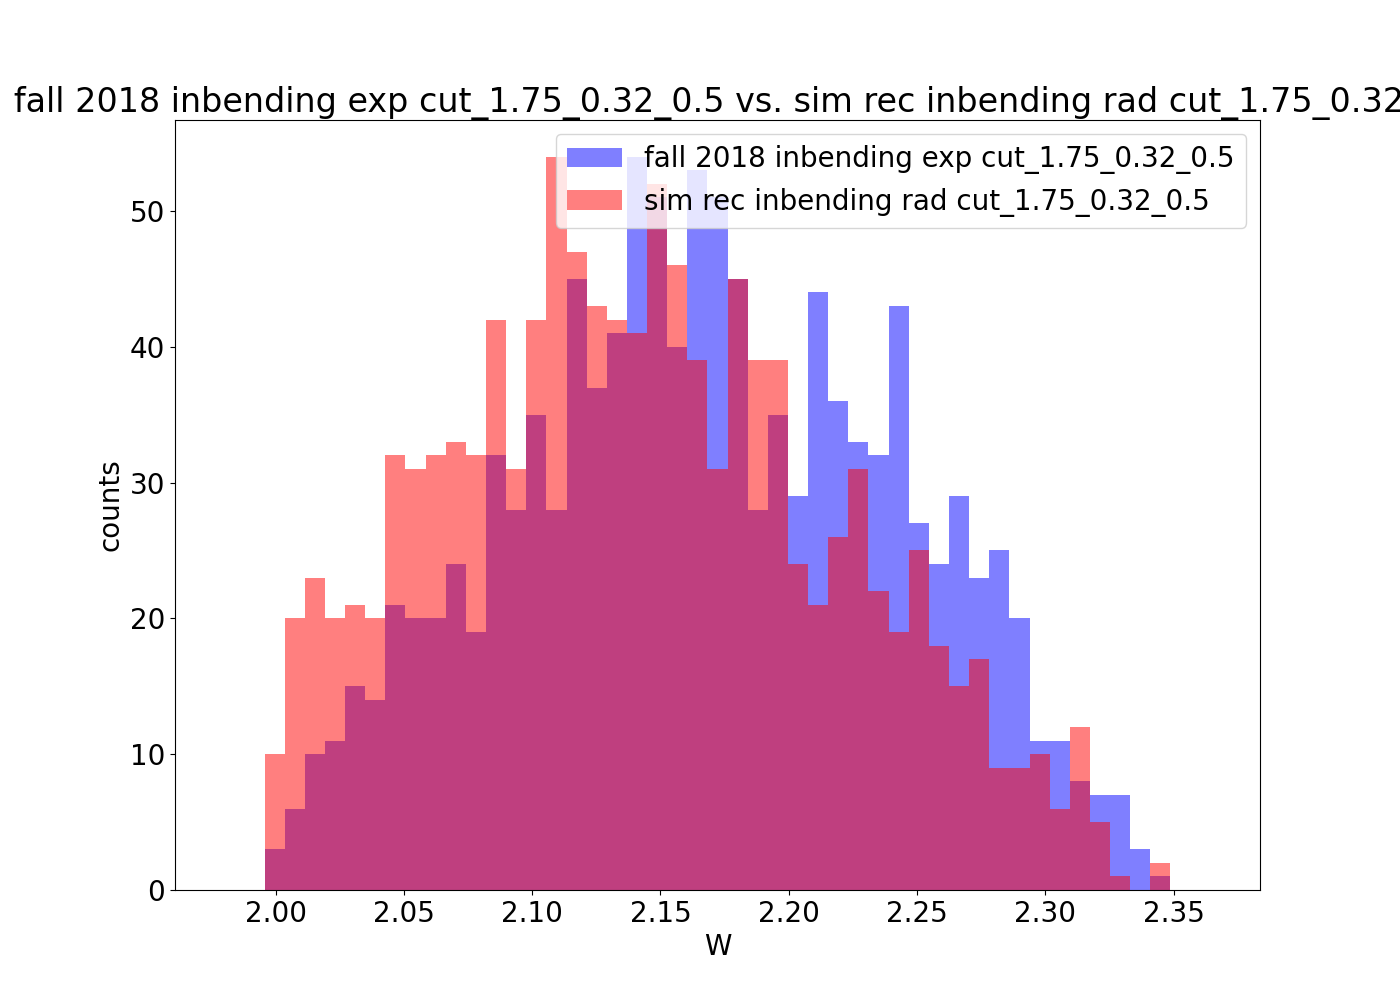 fall 2018 inbending exp cut_1.75_0.32_0.5 vs. sim rec inbending rad cut_1.75_0.32
fall 2018 inbending exp cut_1.75_0.32_0.5
sim rec inbending rad cut_1.75_0.32_0.5
counts
50
40
30
20
10
0
2.00 2.05 2.10 2.15 2.20 2.25 2.30 2.35
W